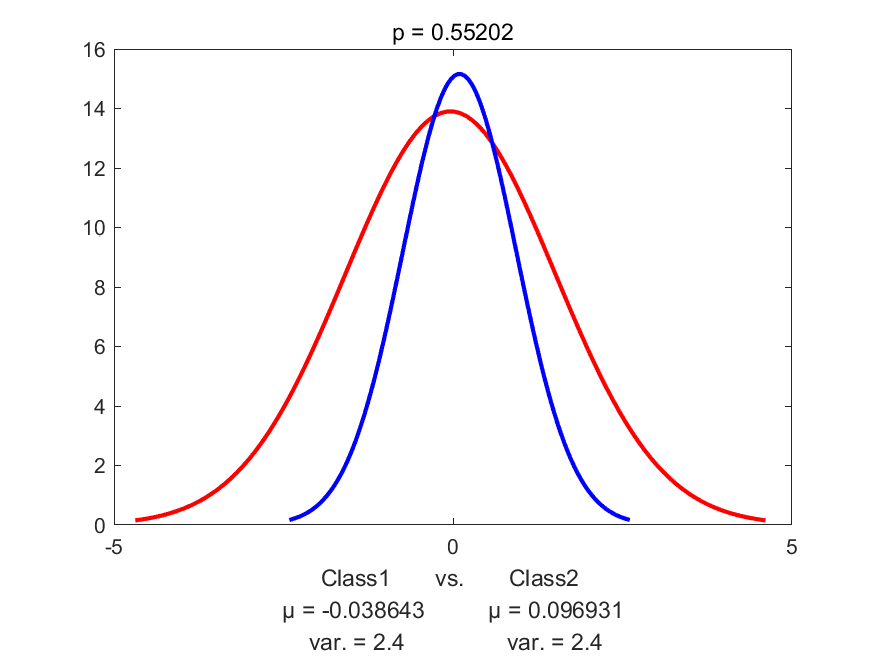 p = 0.55202
16
14
12
10
8
6
4
2
0
-5 0 5
Class1 vs. Class2
μ = -0.038643 μ = 0.096931
var. = 2.4 var. = 2.4